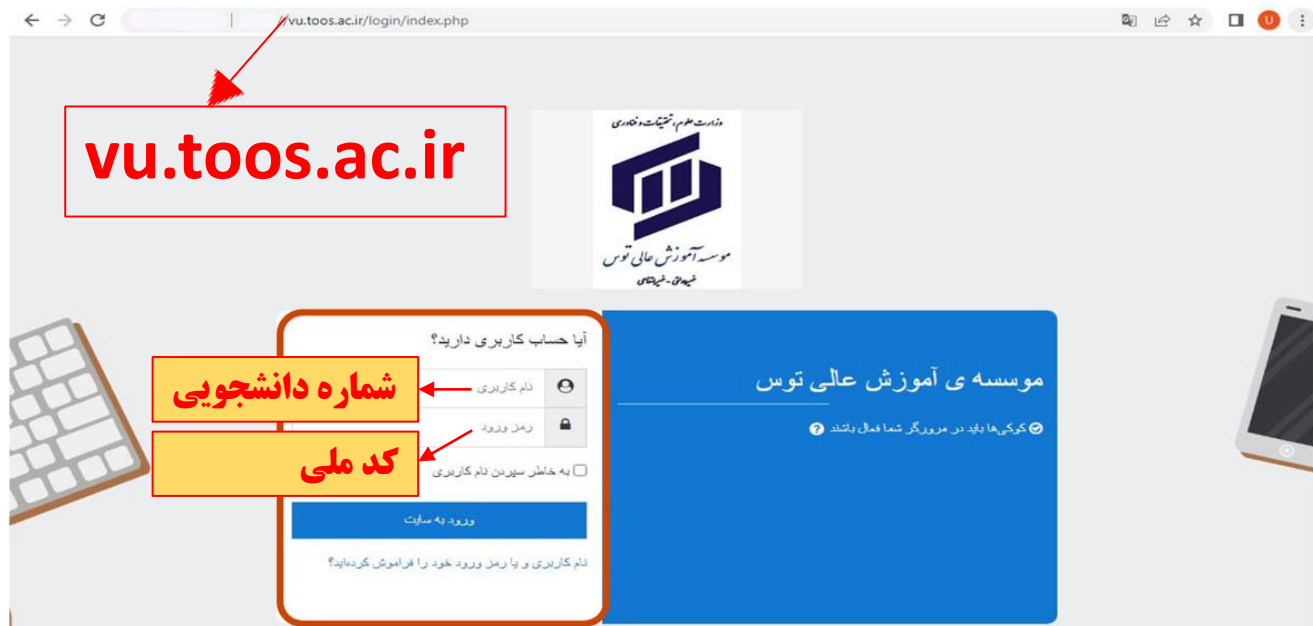 //vu.toos.ac.ir/login/index.php
U
vu.toos.ac.ir
وزارت علوم، تحقیقات و فناوری
موسسه آموزش عالی توس
غیردولتی - غیرانتفاعی
آیا حساب کاربری دارید؟
نام کاربری
شماره دانشجویی
رمز ورود
کد ملی
به خاطر سپردن نام کاربری
ورود به سایت
نام کاربری و یا رمز ورود خود را فراموش کرده‌اید؟
موسسه ی آموزش عالی توس
کوکی‌ها باید در مرورگر شما فعال باشند